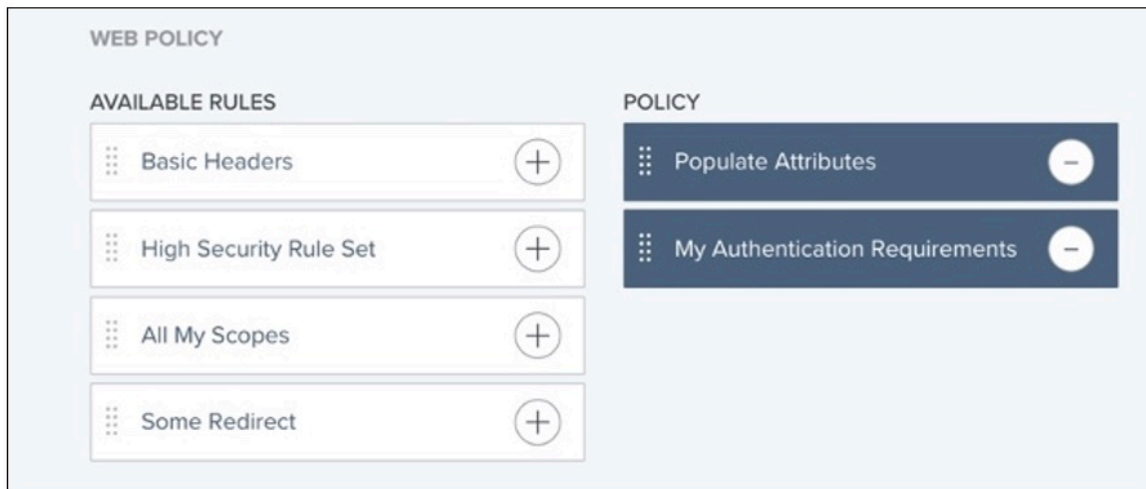 WEB POLICY
AVAILABLE RULES
Basic Headers
High Security Rule Set
All My Scopes
Some Redirect
POLICY
Populate Attributes
My Authentication Requirements